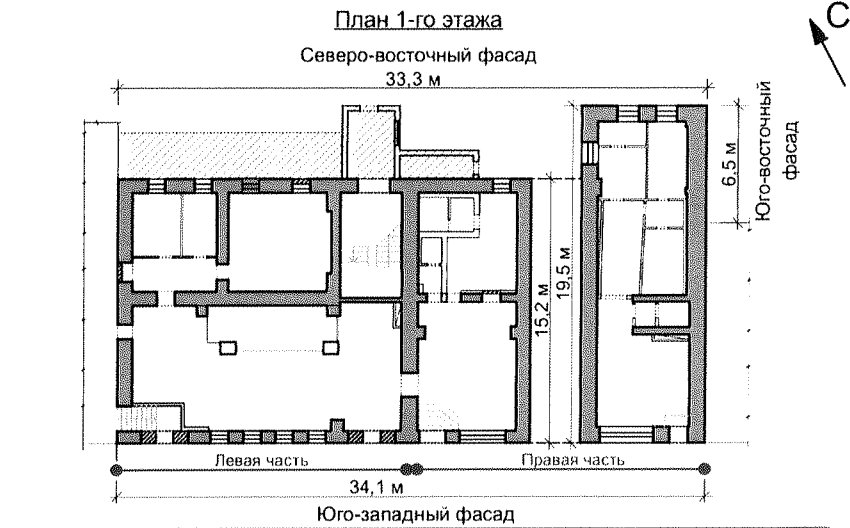 План 1-го этажа
С
Северо-восточный фасад
33,3 м
Юго-восточный
фасад
6,5 м
19,5 м
15,2 м
Левая часть
Правая часть
34,1 м
Юго-западный фасад